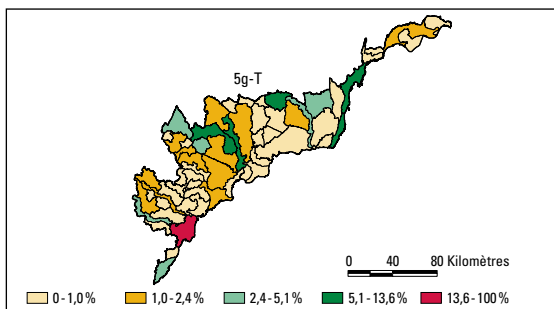 5g-T
0 40 80 Kilomètres
0 - 1,0 % 1,0 - 2,4 % 2,4 - 5,1 % 5,1 - 13,6 % 13,6 - 100 %